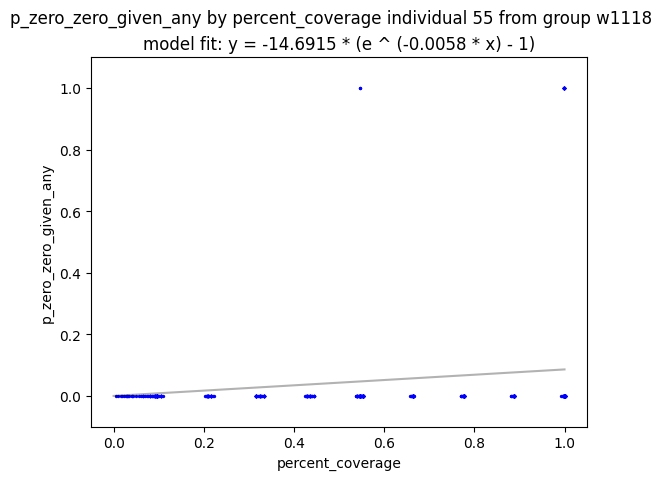 p_zero_zero_given_any by percent_coverage individual 55 from group w1118
model fit: y = -14.6915 * (e ^ (-0.0058 * x) - 1)
1.0
0.8
0.6
0.4
0.2
0.0
p_zero_zero_given_any
0.0 0.2 0.4 0.6 0.8 1.0
percent_coverage